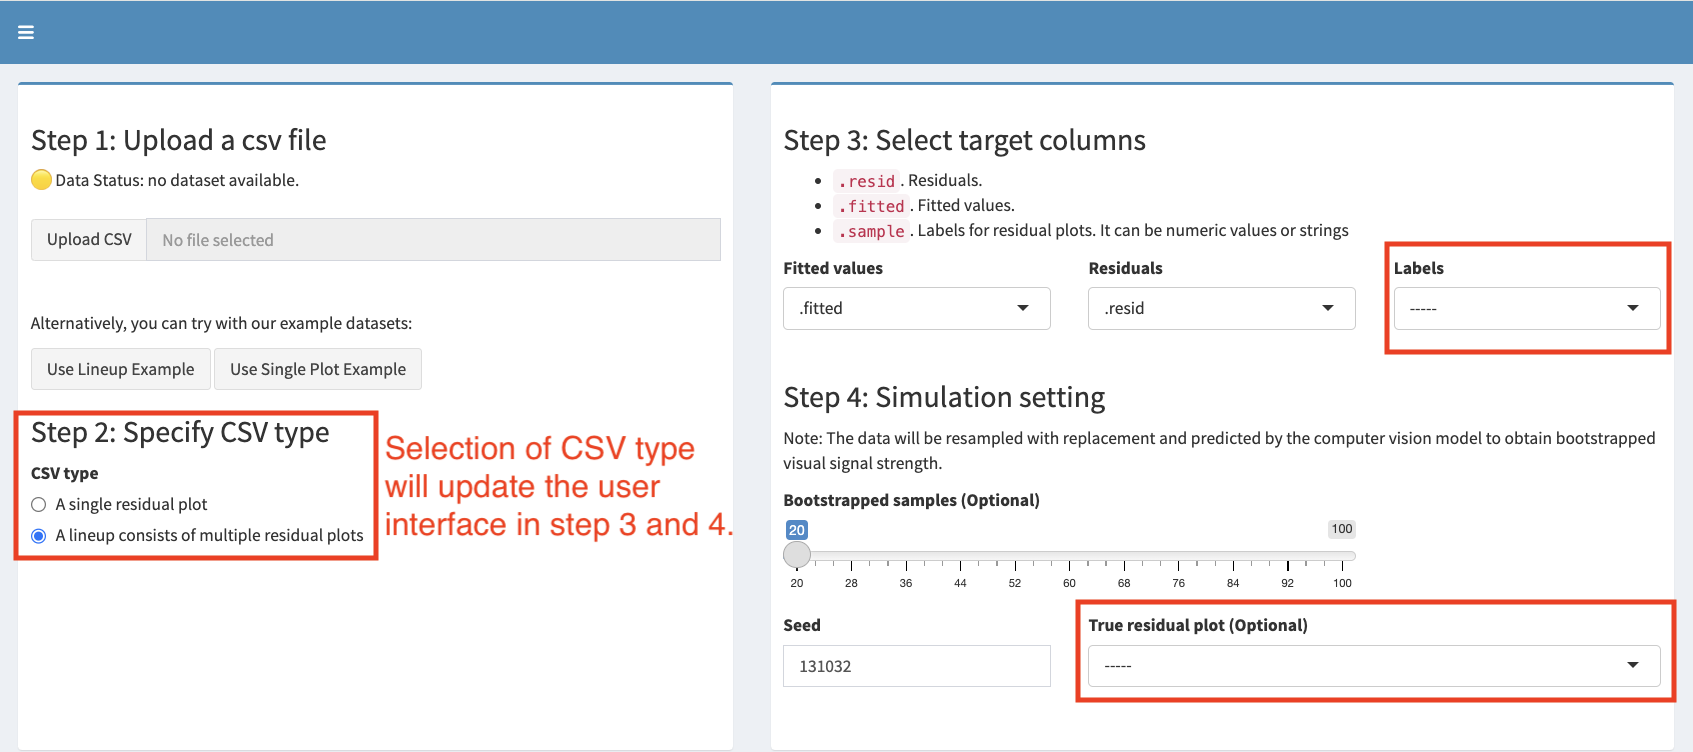 Step 1: Upload a csv file
Data Status: no dataset available.
Upload CSV
No file selected
Alternatively, you can try with our example datasets:
Use Lineup Example
Use Single Plot Example
Step 2: Specify CSV type
CSV type
A single residual plot
A lineup consists of multiple residual plots
Selection of CSV type
will update the user
interface in step 3 and 4.
Step 3: Select target columns
.resid . Residuals.
.fitted . Fitted values.
.sample . Labels for residual plots. It can be numeric values or strings
Fitted values
.fitted
Residuals
.resid
Labels
-----
Step 4: Simulation setting
Note: The data will be resampled with replacement and predicted by the computer vision model to obtain bootstrapped
visual signal strength.
Bootstrapped samples (Optional)
20 100
20 28 36 44 52 60 68 76 84 92 100
Seed
131032
True residual plot (Optional)
-----